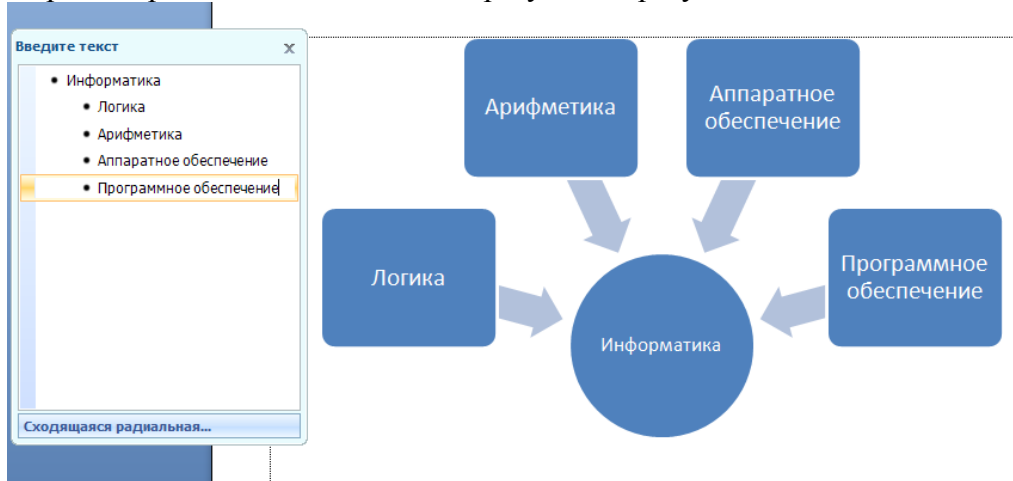 Введите текст
x
Информатика
Логика
Арифметика
Аппаратное обеспечение
Программное обеспечение
Сходящаяся радиальная...
Арифметика
Аппаратное
обеспечение
Логика
Программное
обеспечение
Информатика